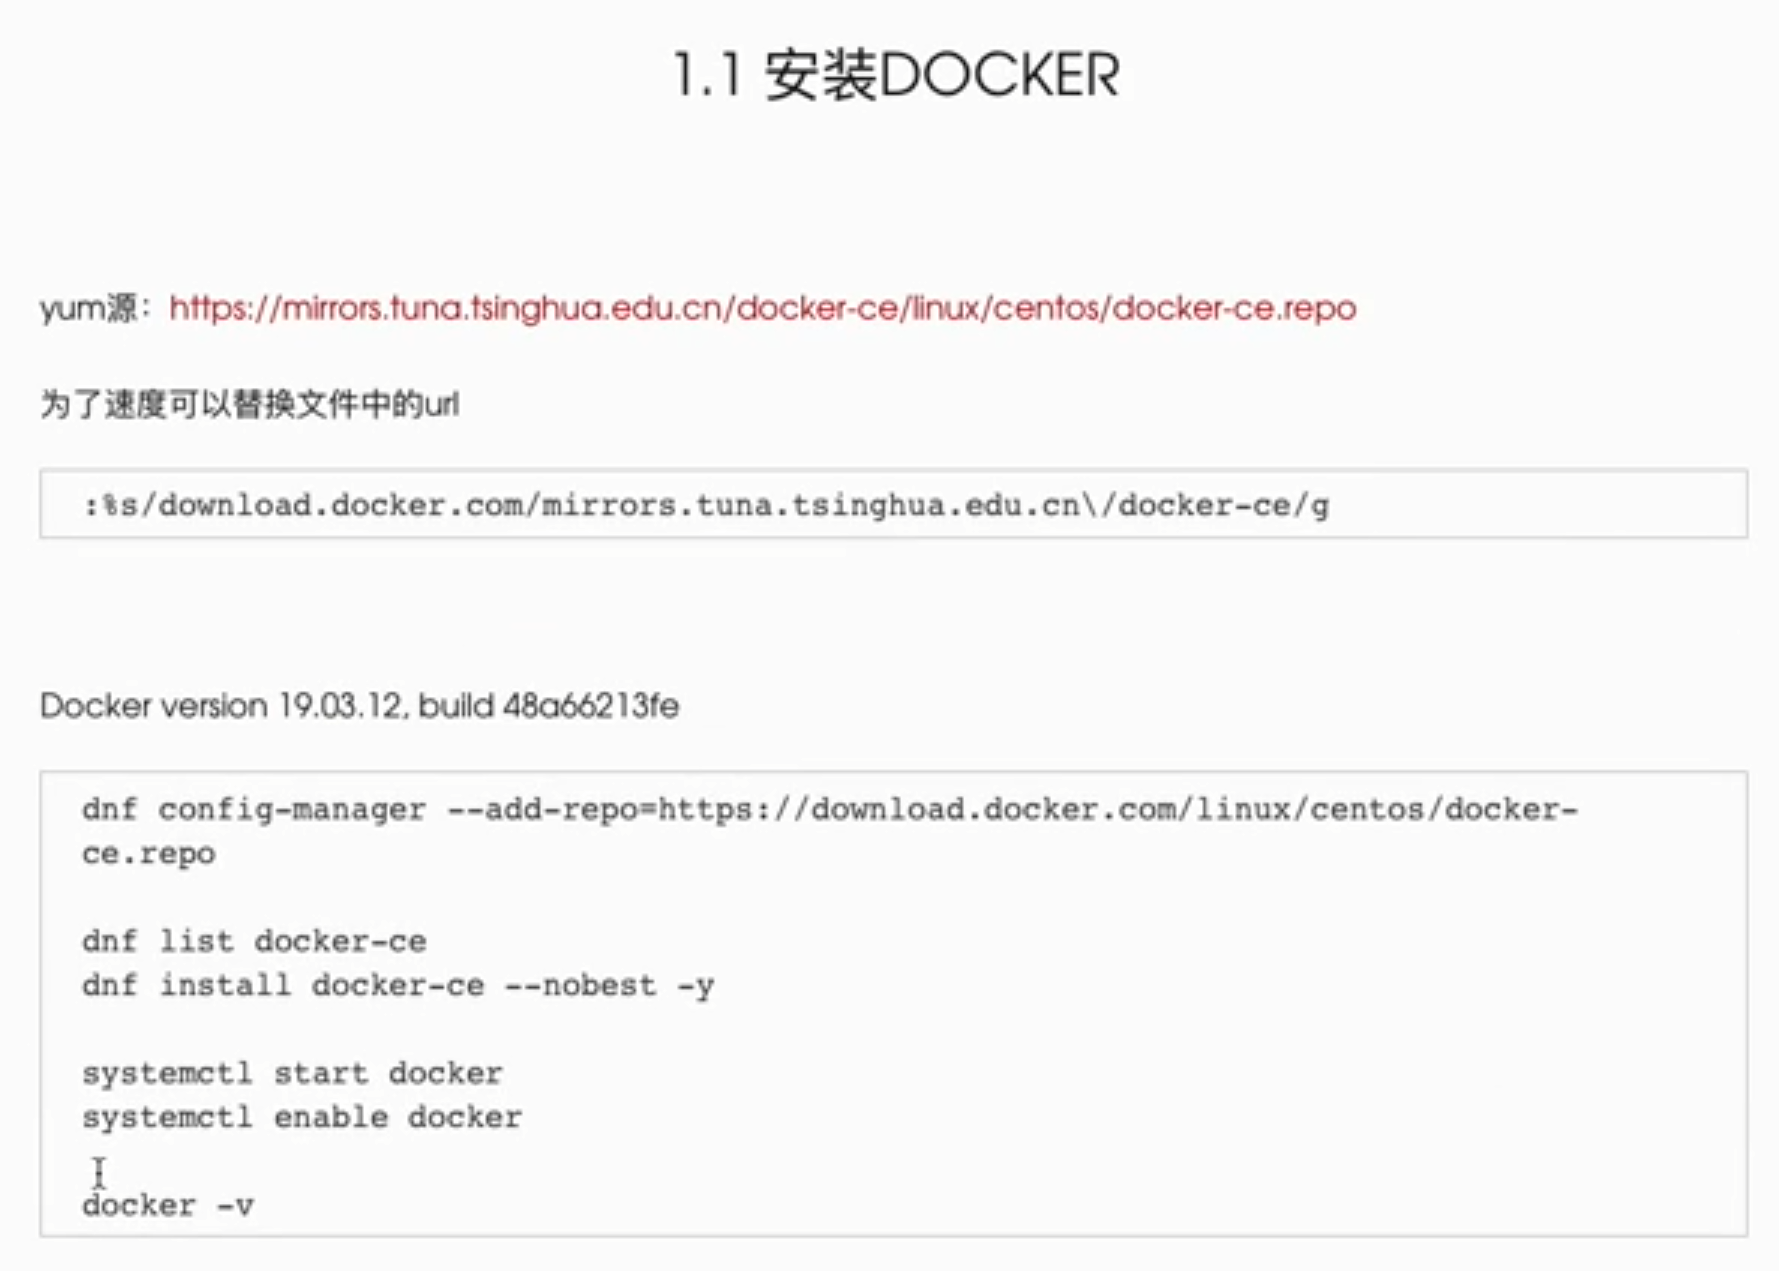 1.1 安装DOCKER
yum源：https://mirrors.tuna.tsinghua.edu.cn/docker-ce/linux/centos/docker-ce.repo
为了速度可以替换文件中的url
:%s/download.docker.com/mirrors.tuna.tsinghua.edu.cn\/docker-ce/g
Docker version 19.03.12, build 48a66213fe
dnf config-manager --add-repo=https://download.docker.com/linux/centos/docker-
ce.repo
dnf list docker-ce
dnf install docker-ce --nobest -y
systemctl start docker
systemctl enable docker
docker -v